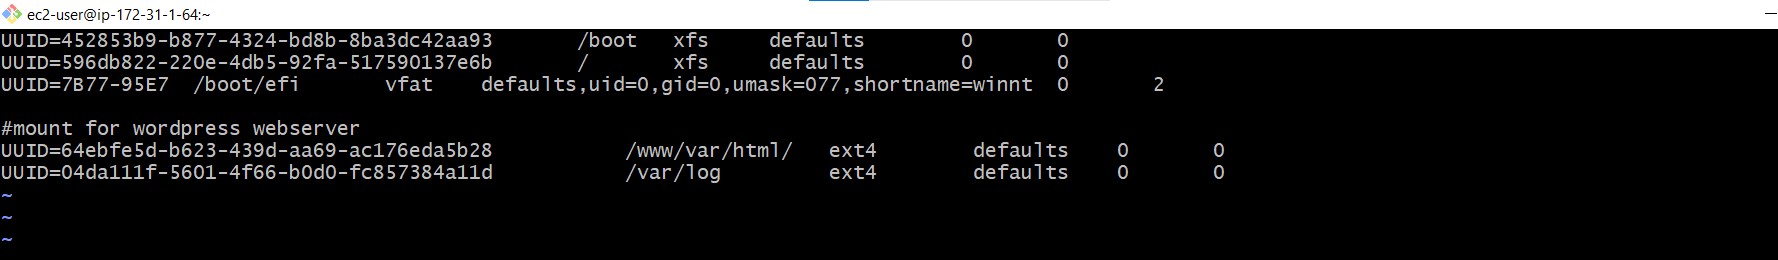 ec2-user@ip-172-31-1-64:~
UUID=452853b9-b877-4324-bd8b-8ba3dc42aa93 /boot xfs defaults 0 0
UUID=596db822-220e-4db5-92fa-517590137e6b / xfs defaults 0 0
UUID=7B77-95E7 /boot/efi vfat defaults,uid=0,gid=0,umask=077,shortname=winnt 0 2
#mount for wordpress webserver
UUID=64ebfe5d-b623-439d-aa69-ac176eda5b28 /www/var/html/ ext4 defaults 0 0
UUID=04da111f-5601-4f66-b0d0-fc857384a11d /var/log ext4 defaults 0 0
~
~
~